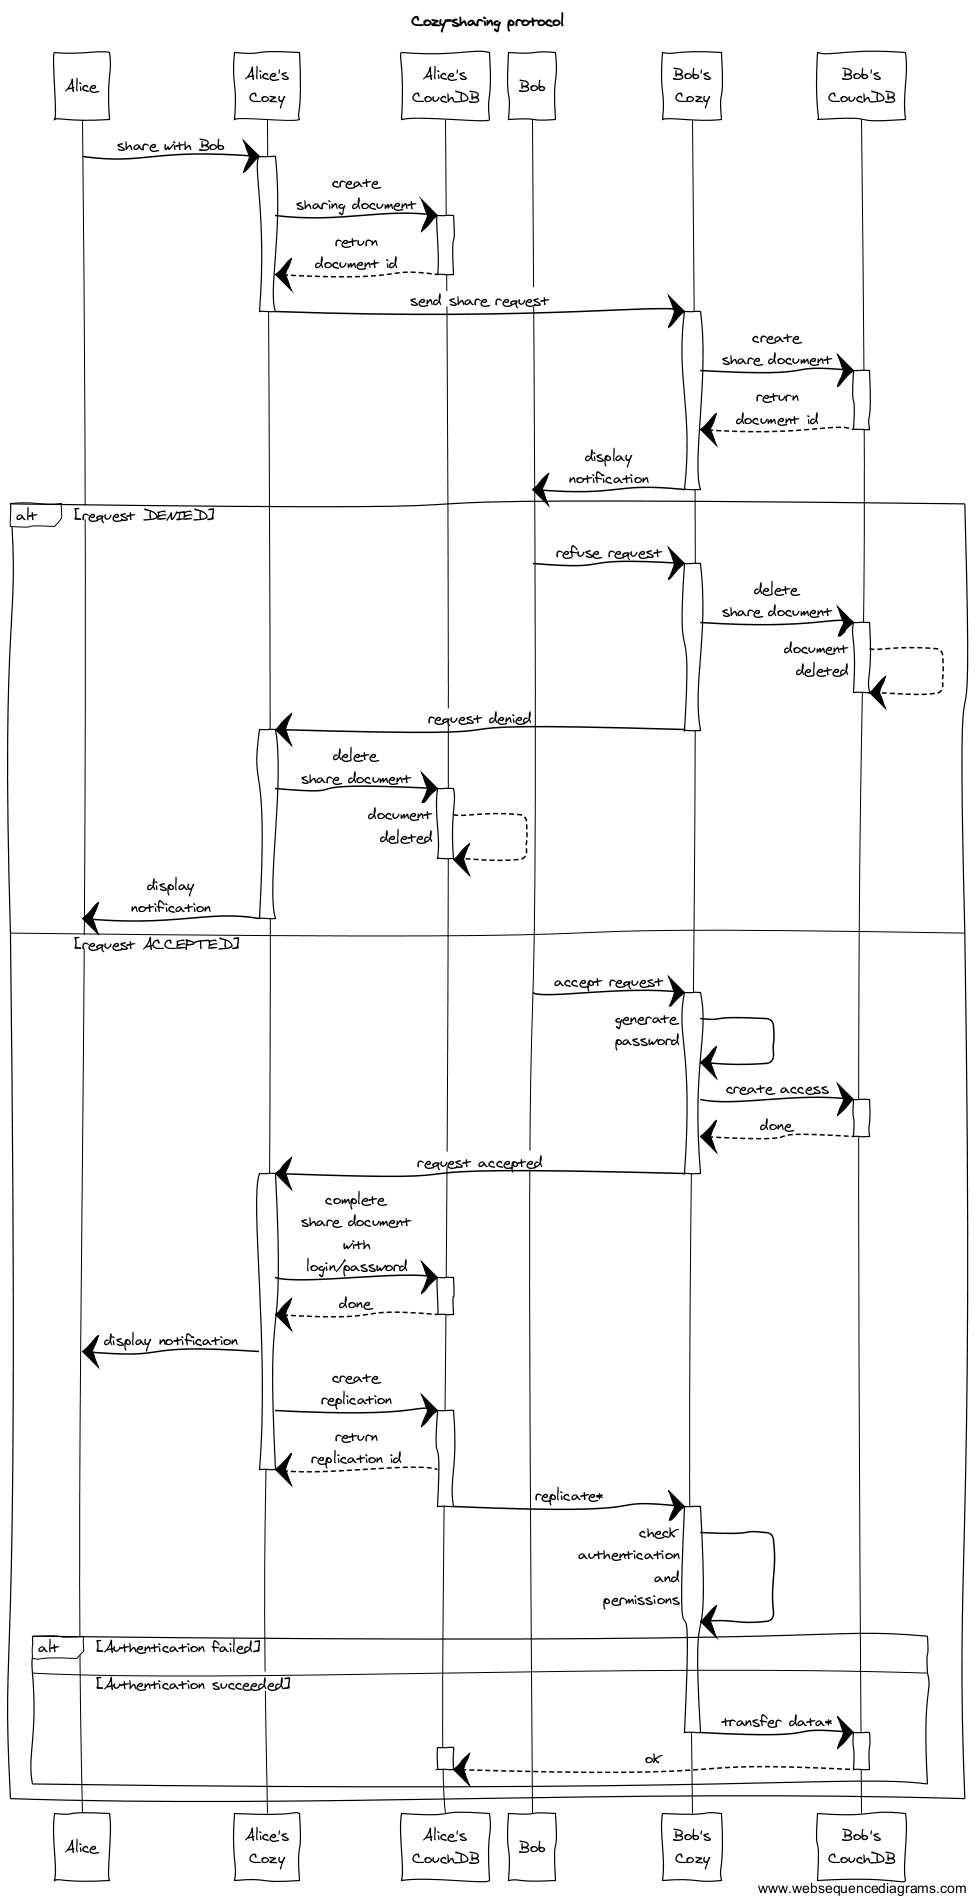 Cozy-sharing protocol
Alice
Alice's
Cozy
Alice's
CouchDB
Bob
Bob's
Cozy
Bob's
CouchDB
share with Bob
create
sharing document
return
document id
send share request
create
share document
return
document id
display
notification
alt
[request DENIED]
refuse request
delete
share document
document
deleted
request denied
delete
share document
document
deleted
display
notification
[request ACCEPTED]
accept request
generate
password
create access
done
request accepted
complete
share document
with
login/password
done
display notification
create
replication
return
replication id
replicate*
check
authentication
and
permissions
alt
[Authentication failed]
[Authentication succeeded]
transfer data*
ok
Alice
Alice's
Cozy
Alice's
CouchDB
Bob
Bob's
Cozy
Bob's
CouchDB
www.websequencediagrams.com